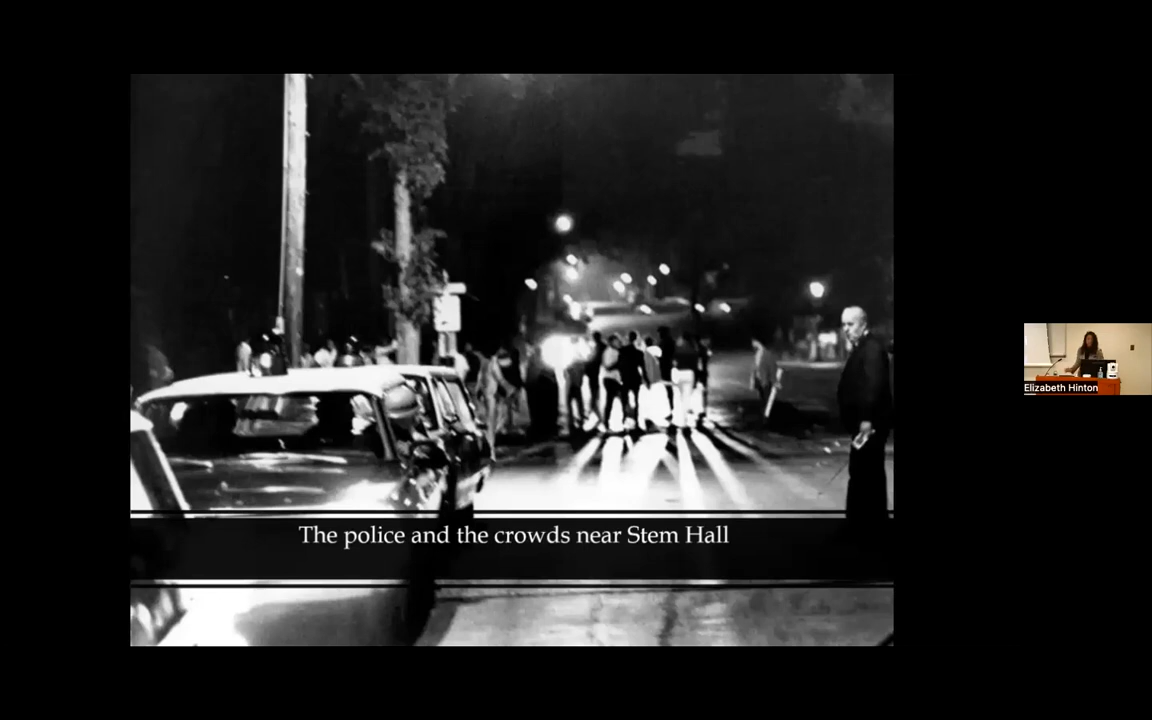 The police and the crowds near Stem Hall
Elizabeth Hinton